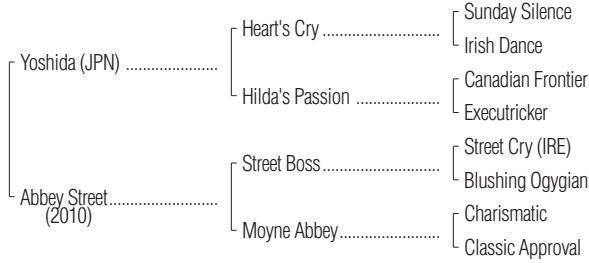 Sunday Silence
Heart's Cry ............................
Irish Dance
Yoshida (JPN) ......................
Canadian Frontier
Hilda's Passion ....................
Executricker
Street Cry (IRE)
Street Boss............................
Blushing Ogygian
Abbey Street..........................
(2010)
Charismatic
Moyne Abbey........................
Classic Approval